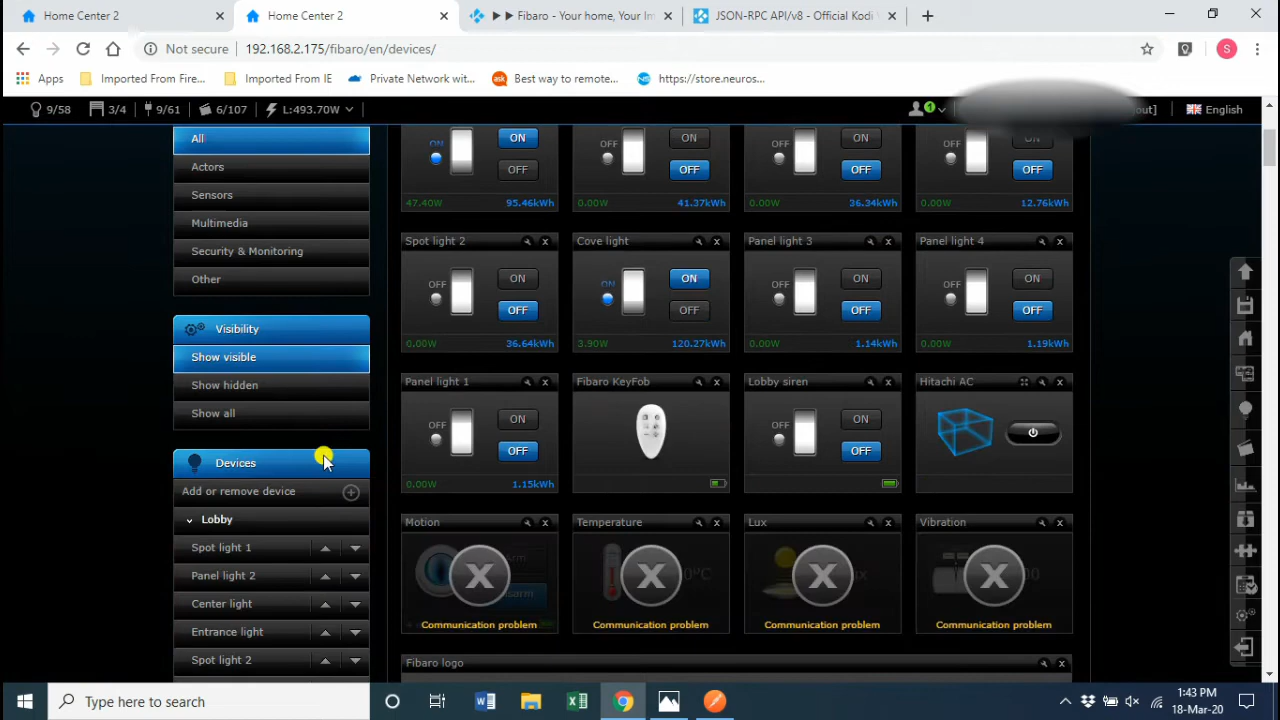 Home Center 2
Home Center 2
Fibaro - Your home, Your In
JSON-RPC API/v8 - Official Kodi
Not secure
192.168.2.175/fibaro/en/devices/
S
Apps
Imported From Fire...
Imported From IE
Private Network wit...
ask
Best way to remote...
NS
https://store.neuros...
9/58
3/4
9/61
6/107
L:493.70W
1
out]
English
All
Actors
Sensors
Multimedia
Security & Monitoring
Other
Visibility
Show visible
Show hidden
Show all
Devices
Add or remove device
Lobby
Spot light 1
Panel light 2
Center light
Entrance light
Spot light 2
ON ON OFF
47.40W 95.46kWh
OFF ON OFF
0.00W 41.37kWh
OFF ON OFF
0.00W 36.34kWh
OFF ON OFF
0.00W 12.76kWh
Spot light 2
OFF ON OFF
0.00W 36.64kWh
Cove light
ON ON OFF
3.90W 120.27kWh
Panel light 3
OFF ON OFF
0.00W 1.14kWh
Panel light 4
OFF ON OFF
0.00W 1.19kWh
Panel light 1
OFF ON OFF
0.00W 1.15kWh
Fibaro KeyFob
Lobby siren
OFF ON OFF
Hitachi AC
Motion
X
Communication problem
Temperature
X
Communication problem
Lux
X
Communication problem
Vibration
X
Communication problem
Fibaro logo
Type here to search
1:43 PM
18-Mar-20